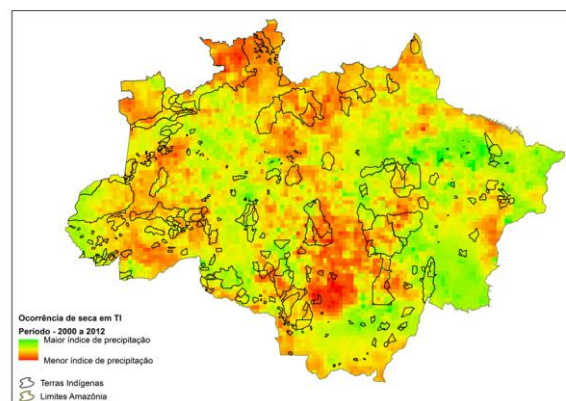 Ocorrência de seca em TI
Período - 2000 a 2012
Maior índice de precipitação
Menor índice de precipitação
Terras Indígenas
Limites Amazônia